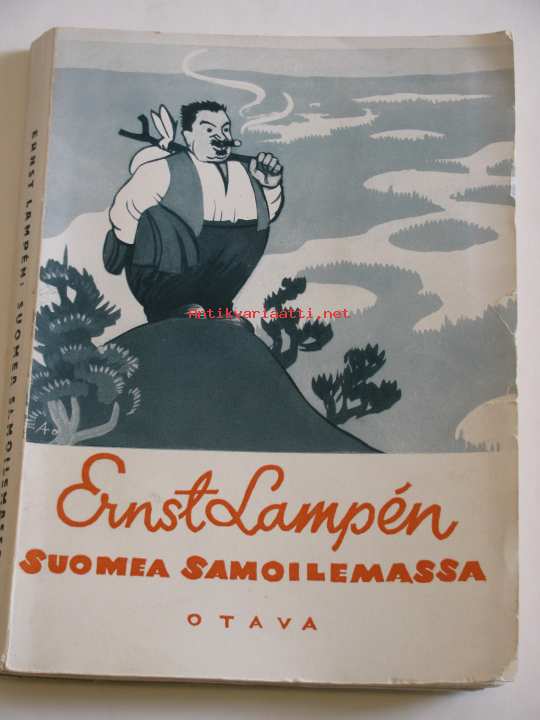 ERNST LAMPÉN: SUOMEA SAMOILEMASSA
Antikvariaatti.net
Ernst Lampén
SUOMEA SAMOILEMASSA
OTAVA